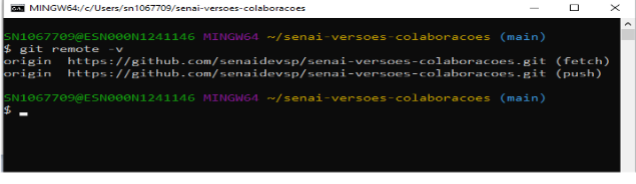 MINGW64:/c/Users/sn1067709/senai-versoes-colaboracoes
SN1067709@ESN000N1241146 MINGW64 ~/senai-versoes-colaboracoes (main)
$ git remote -v
origin  https://github.com/senaidevsp/senai-versoes-colaboracoes.git (fetch)
origin  https://github.com/senaidevsp/senai-versoes-colaboracoes.git (push)
SN1067709@ESN000N1241146 MINGW64 ~/senai-versoes-colaboracoes (main)
$